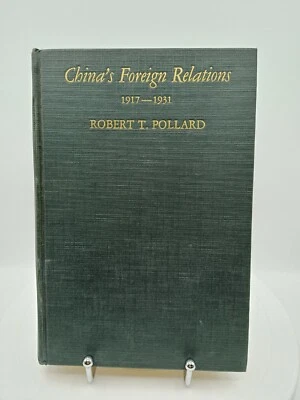 China's Foreign Relations
1917—1931
ROBERT T. POLLARD